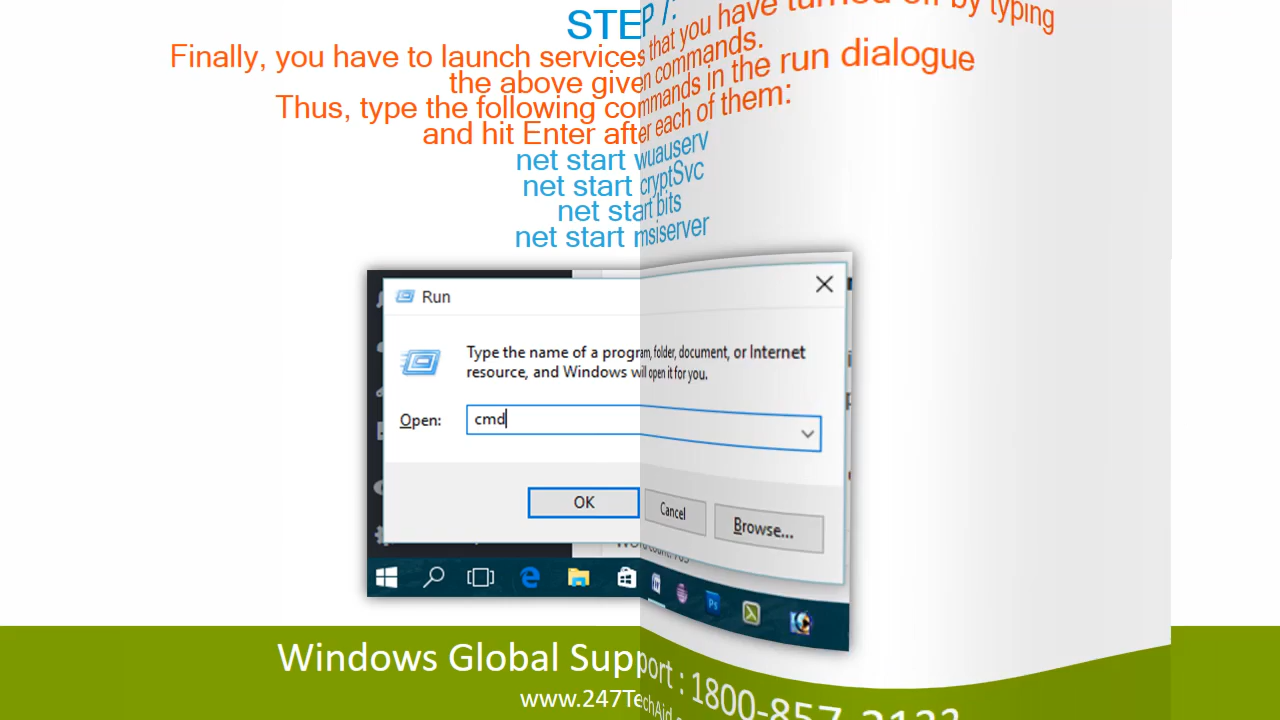 STEP 7:
Finally, you have to launch services that you have turned off by typing
the above given commands.
Thus, type the following commands in the run dialogue
and hit Enter after each of them:
net start wuauserv
net start cryptSvc
net start bits
net start msiserver
Run
Type the name of a program, folder, document, or Internet
resource, and Windows will open it for you.
Open: cmd
OK Cancel Browse...
Windows Global Support : 1800-857-
www.247TechAid